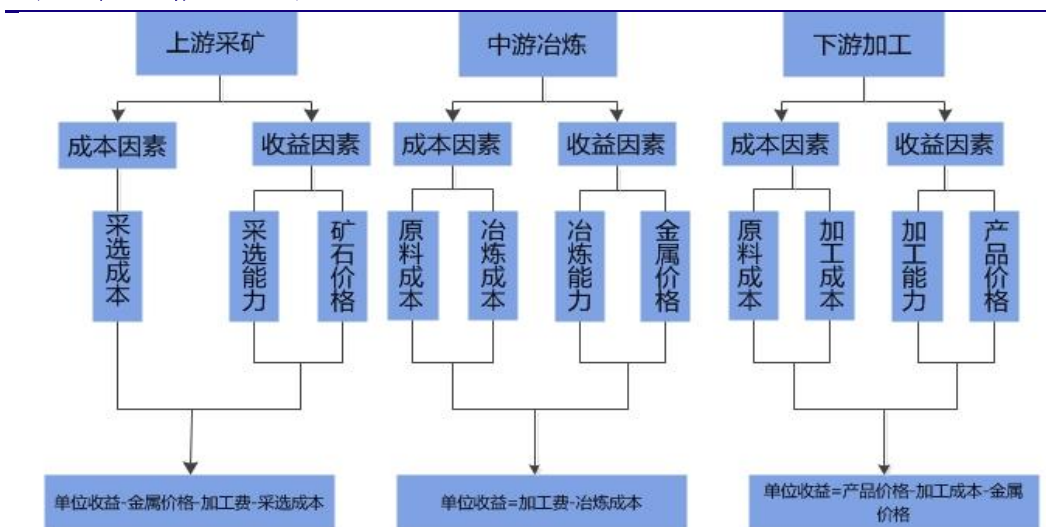 上游采矿
中游冶炼
下游加工
成本因素
收益因素
成本因素
收益因素
成本因素
收益因素
采选成本
采选能力
矿石价格
原料成本
冶炼成本
冶炼能力
金属价格
原料成本
加工成本
加工能力
产品价格
单位收益-金属价格-加工费-采选成本
单位收益=加工费-冶炼成本
单位收益=产品价格-加工成本-金属
价格